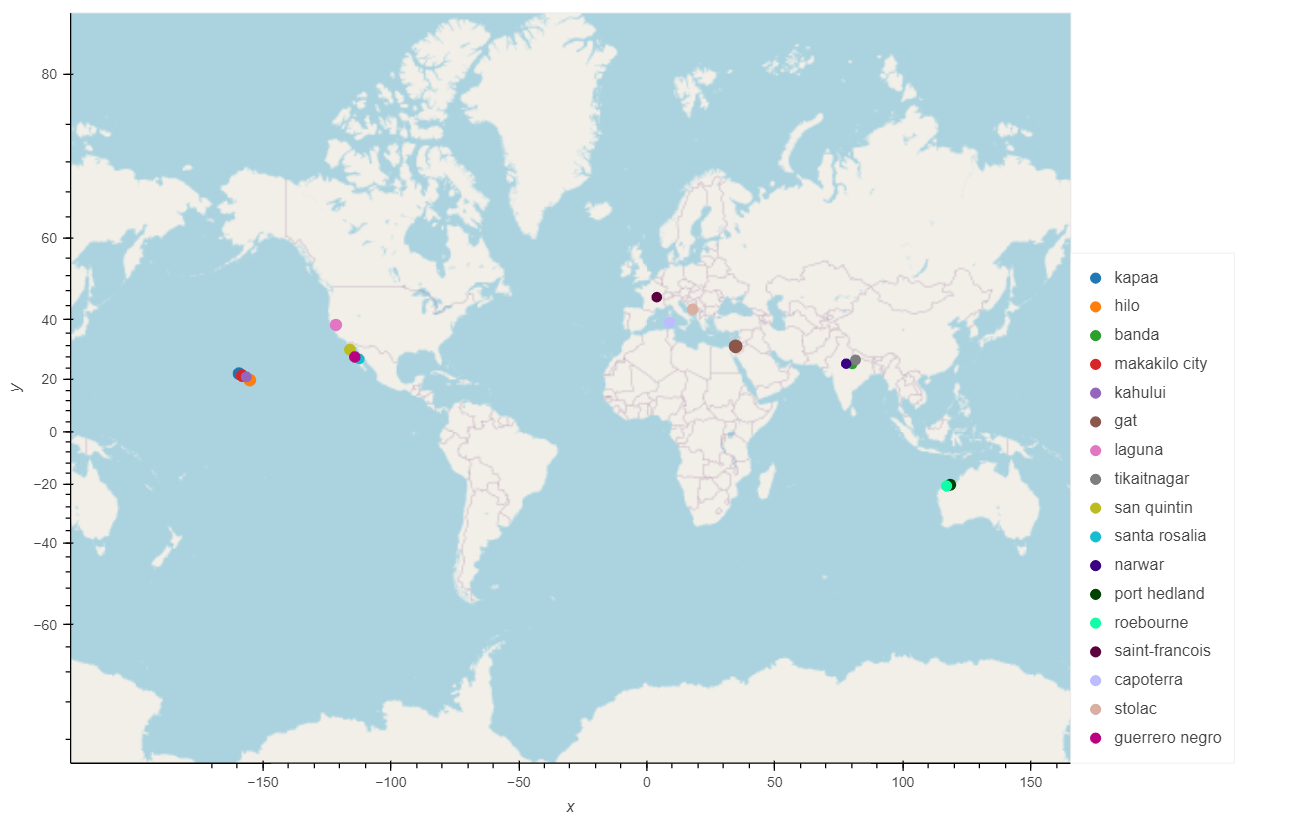 80
60
40
20
0
−20
−40
−60
y
−150
−100
−50
0
50
100
150
x
kapaa
hilo
banda
makakilo city
kahului
gat
laguna
tikaitnagar
san quintin
santa rosalia
narwar
port hedland
roebourne
saint-francois
capoterra
stolac
guerrero negro